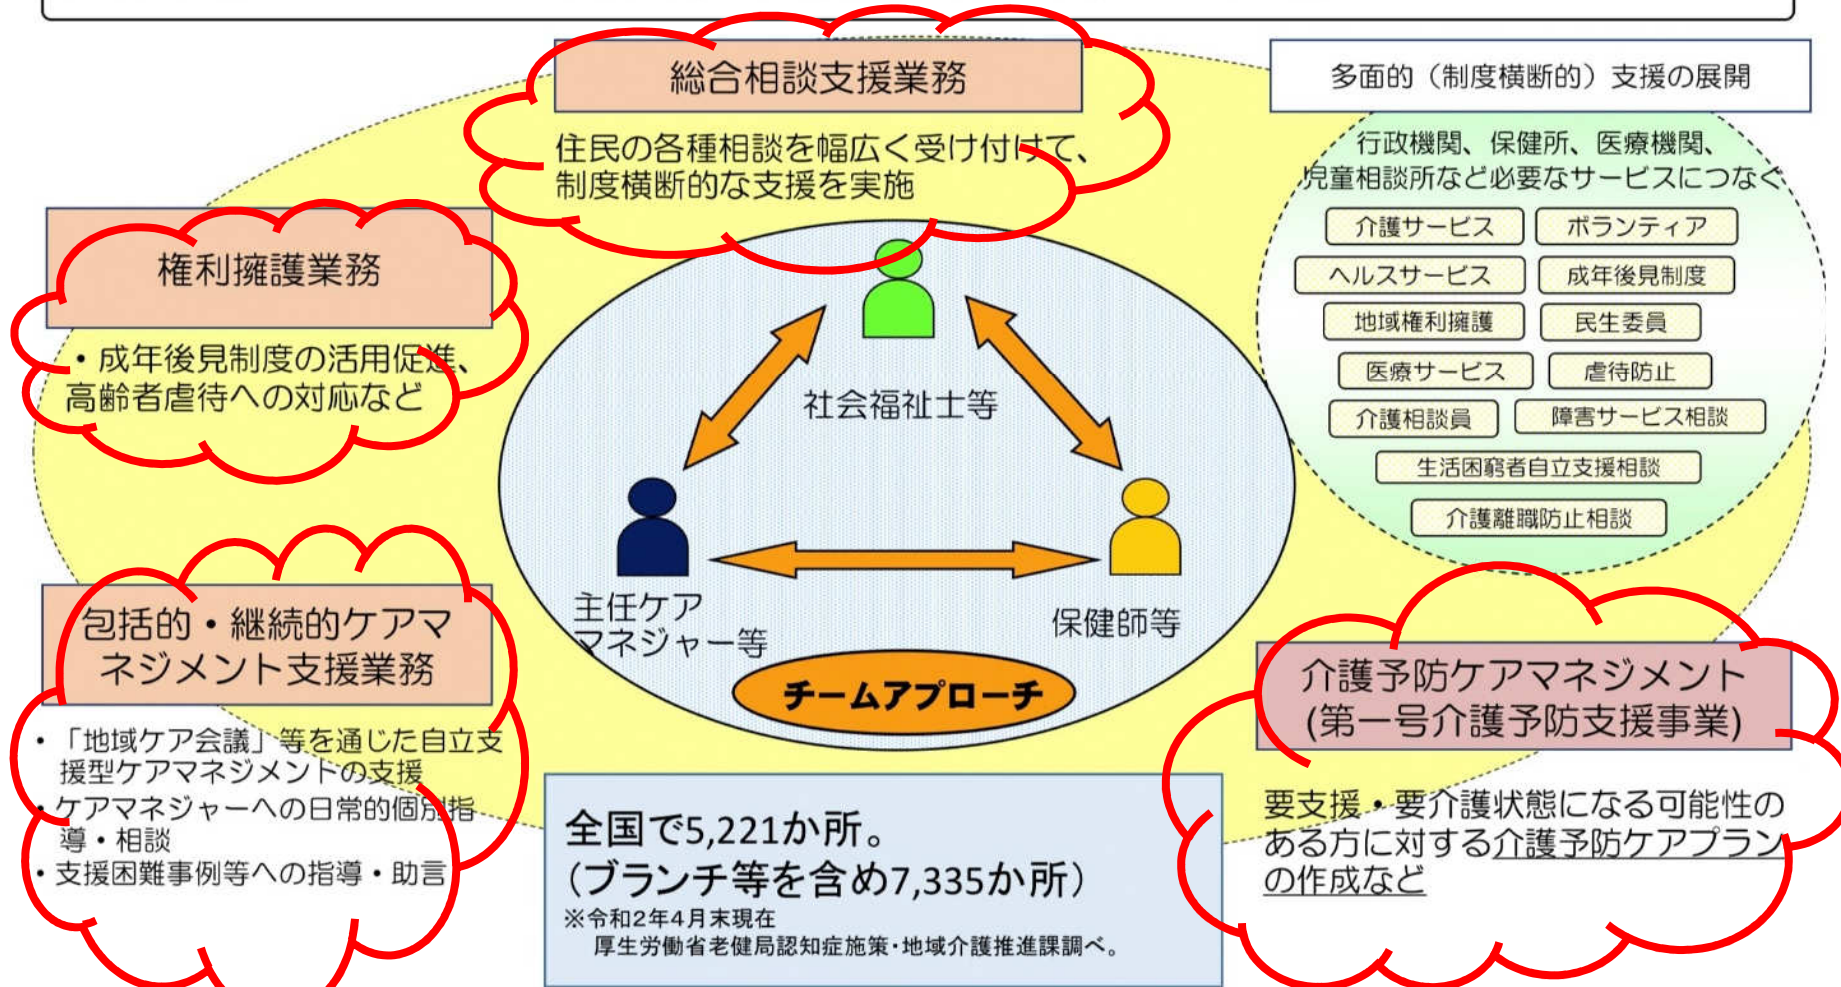 総合相談支援業務
住民の各種相談を幅広く受け付けて、
制度横断的な支援を実施
多面的（制度横断的）支援の展開
行政機関、保健所、医療機関、
児童相談所など必要なサービスにつなぐ
介護サービス
ボランティア
ヘルスサービス
成年後見制度
地域権利擁護
民生委員
医療サービス
虐待防止
介護相談員
障害サービス相談
生活困窮者自立支援相談
介護離職防止相談
権利擁護業務
・成年後見制度の活用促進、
高齢者虐待への対応など
社会福祉士等
主任ケア
マネジャー等
保健師等
チームアプローチ
包括的・継続的ケアマ
ネジメント支援業務
・「地域ケア会議」等を通じた自立支
援型ケアマネジメントの支援
・ケアマネジャーへの日常的個別指
導・相談
・支援困難事例等への指導・助言
全国で5,221か所。
（ブランチ等を含め7,335か所）
※令和2年4月末現在
厚生労働省老健局認知症施策・地域介護推進課調べ。
介護予防ケアマネジメント
(第一号介護予防支援事業)
要支援・要介護状態になる可能性の
ある方に対する介護予防ケアプラン
の作成など